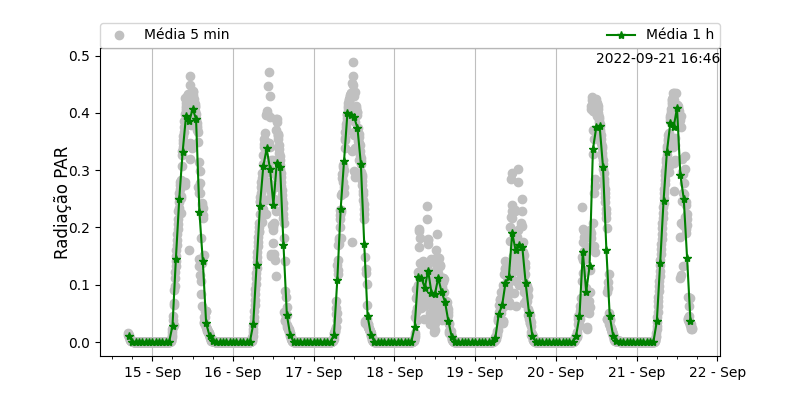 Média 5 min
Média 1 h
2022-09-21 16:46
Radiação PAR
0.5
0.4
0.3
0.2
0.1
0.0
15 - Sep
16 - Sep
17 - Sep
18 - Sep
19 - Sep
20 - Sep
21 - Sep
22 - Sep